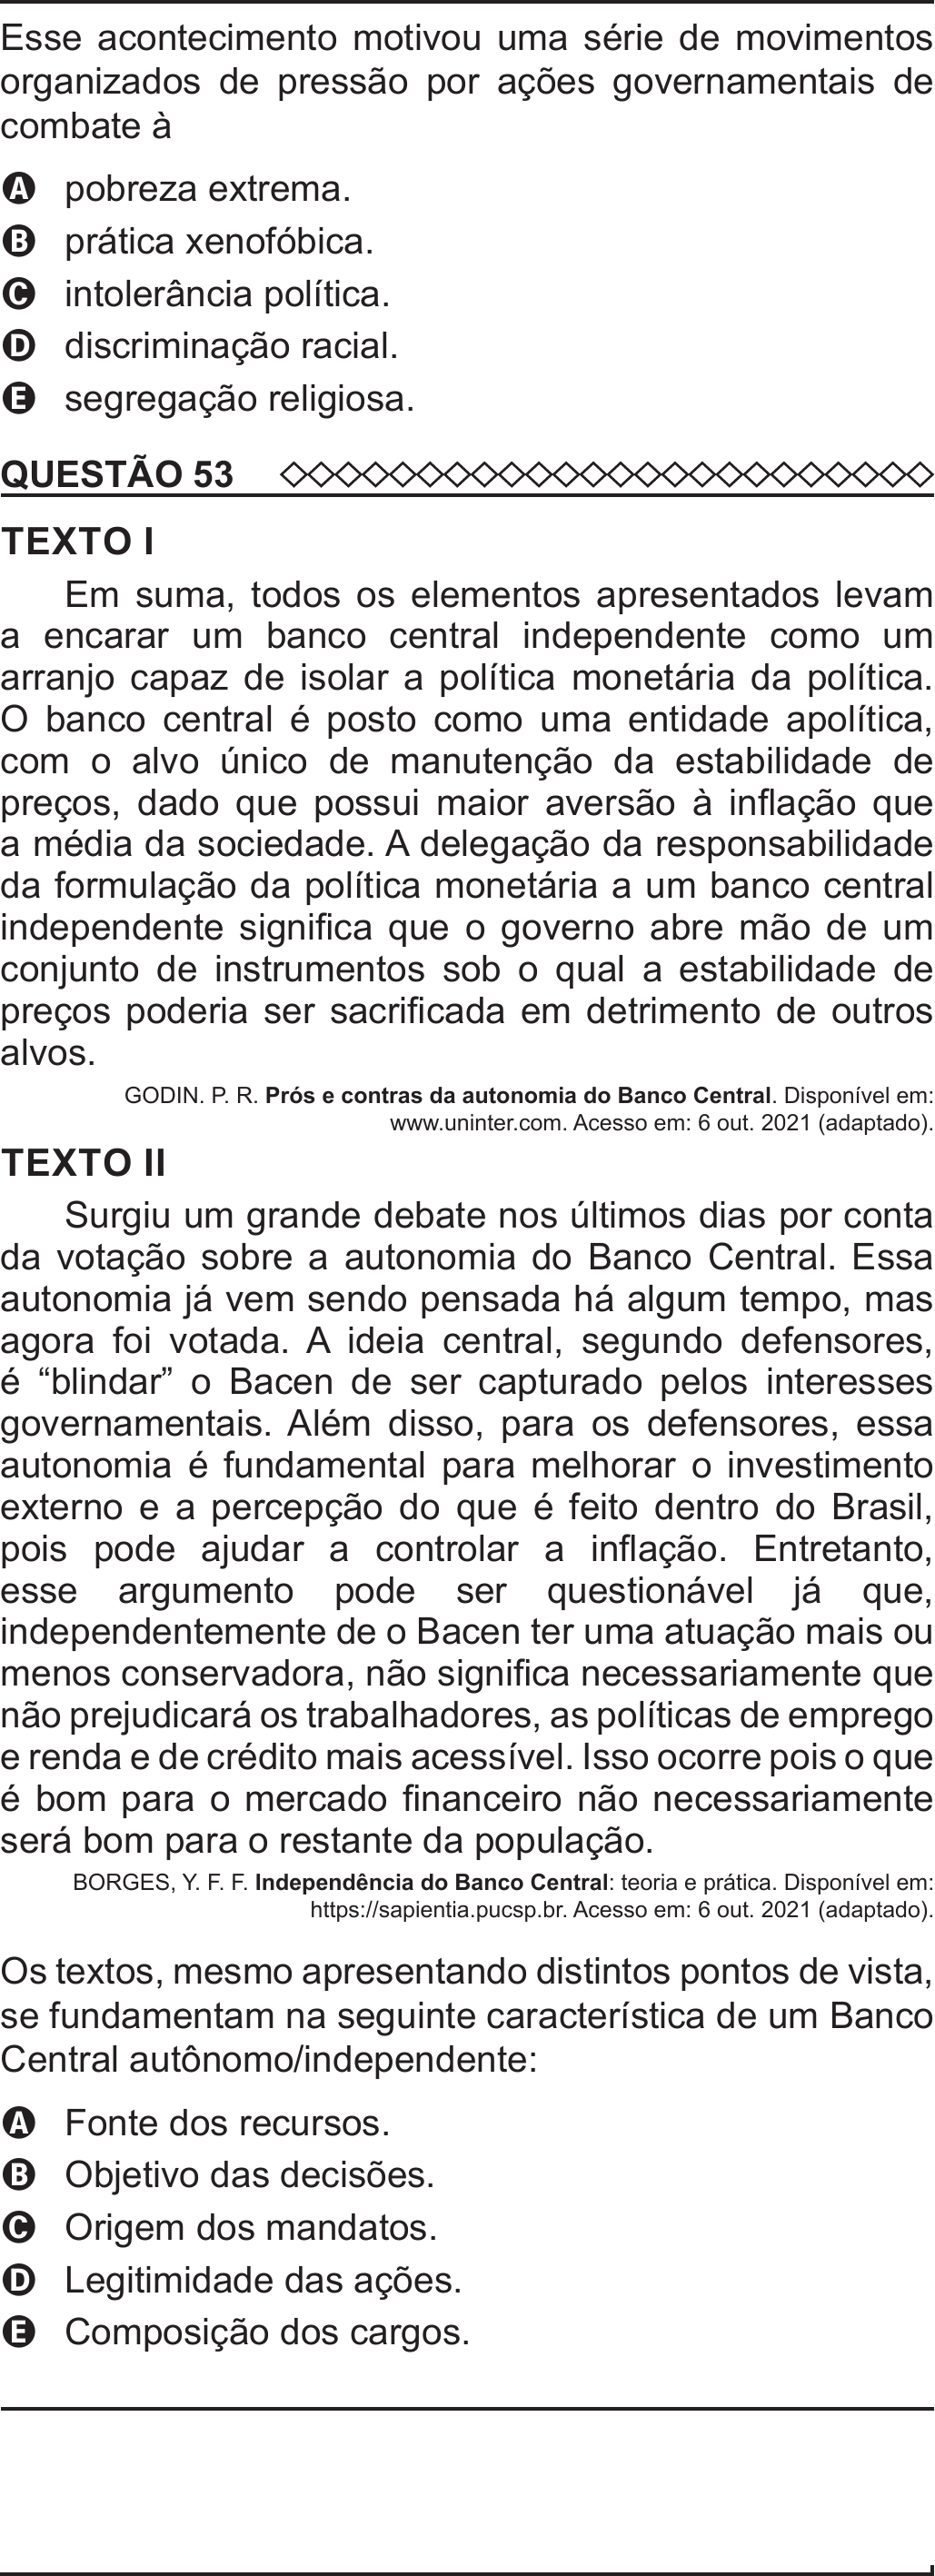 Esse acontecimento motivou uma série de movimentos
organizados de pressão por ações governamentais de
combate à
A pobreza extrema.
B prática xenofóbica.
C intolerância política.
D discriminação racial.
E segregação religiosa.
QUESTÃO 53
TEXTO I
Em suma, todos os elementos apresentados levam
a encarar um banco central independente como um
arranjo capaz de isolar a política monetária da política.
O banco central é posto como uma entidade apolítica,
com o alvo único de manutenção da estabilidade de
preços, dado que possui maior aversão à inflação que
a média da sociedade. A delegação da responsabilidade
da formulação da política monetária a um banco central
independente significa que o governo abre mão de um
conjunto de instrumentos sob o qual a estabilidade de
preços poderia ser sacrificada em detrimento de outros
alvos.
GODIN. P. R. Prós e contras da autonomia do Banco Central. Disponível em:
www.uninter.com. Acesso em: 6 out. 2021 (adaptado).
TEXTO II
Surgiu um grande debate nos últimos dias por conta
da votação sobre a autonomia do Banco Central. Essa
autonomia já vem sendo pensada há algum tempo, mas
agora foi votada. A ideia central, segundo defensores,
é “blindar” o Bacen de ser capturado pelos interesses
governamentais. Além disso, para os defensores, essa
autonomia é fundamental para melhorar o investimento
externo e a percepção do que é feito dentro do Brasil,
pois pode ajudar a controlar a inflação. Entretanto,
esse argumento pode ser questionável já que,
independentemente de o Bacen ter uma atuação mais ou
menos conservadora, não significa necessariamente que
não prejudicará os trabalhadores, as políticas de emprego
e renda e de crédito mais acessível. Isso ocorre pois o que
é bom para o mercado financeiro não necessariamente
será bom para o restante da população.
BORGES, Y. F. F. Independência do Banco Central: teoria e prática. Disponível em:
https://sapientia.pucsp.br. Acesso em: 6 out. 2021 (adaptado).
Os textos, mesmo apresentando distintos pontos de vista,
se fundamentam na seguinte característica de um Banco
Central autônomo/independente:
A Fonte dos recursos.
B Objetivo das decisões.
C Origem dos mandatos.
D Legitimidade das ações.
E Composição dos cargos.